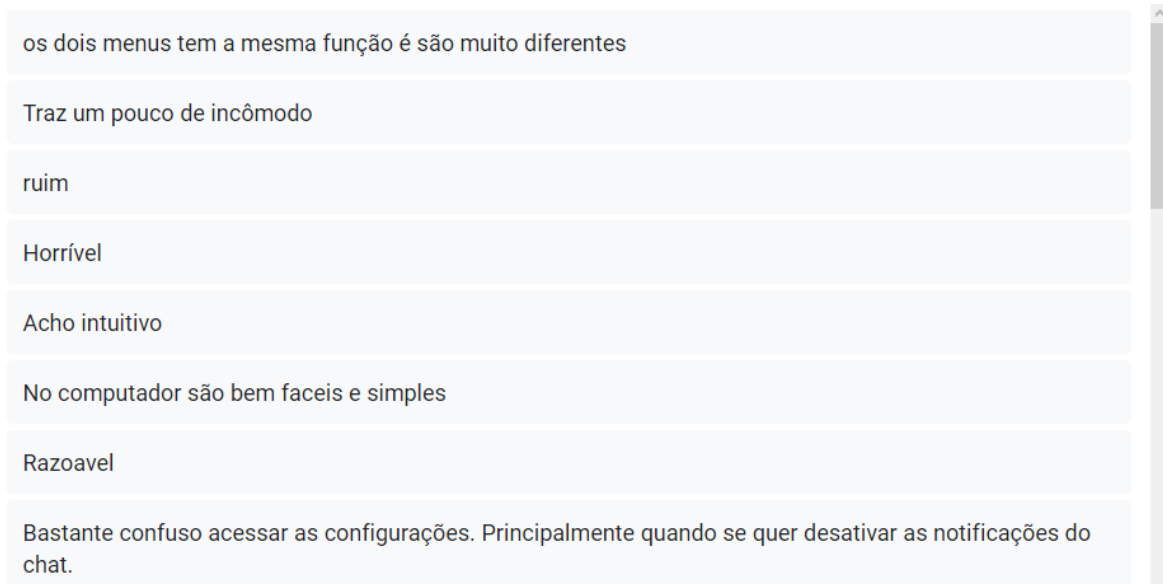 os dois menus tem a mesma função é são muito diferentes
Traz um pouco de incômodo
ruim
Horrível
Acho intuitivo
No computador são bem faceis e simples
Razoavel
Bastante confuso acessar as configurações. Principalmente quando se quer desativar as notificações do
chat.